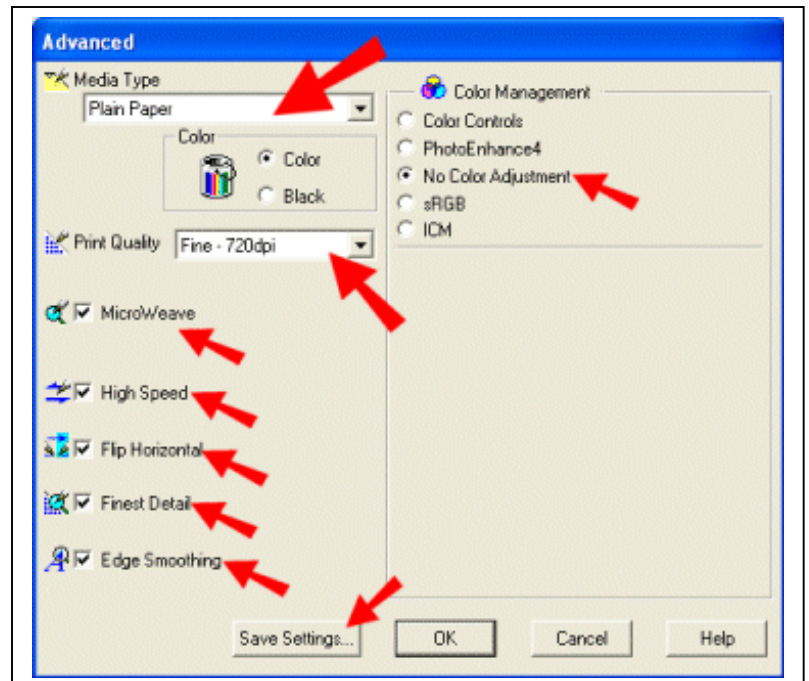 Advanced
Media Type
Plain Paper
Color
Color
Black
Print Quality
Fine - 720dpi
MicroWeave
High Speed
Flip Horizontal
Finest Detail
Edge Smoothing
Color Management
Color Controls
PhotoEnhance4
No Color Adjustment
sRGB
ICM
Save Settings...
OK
Cancel
Help